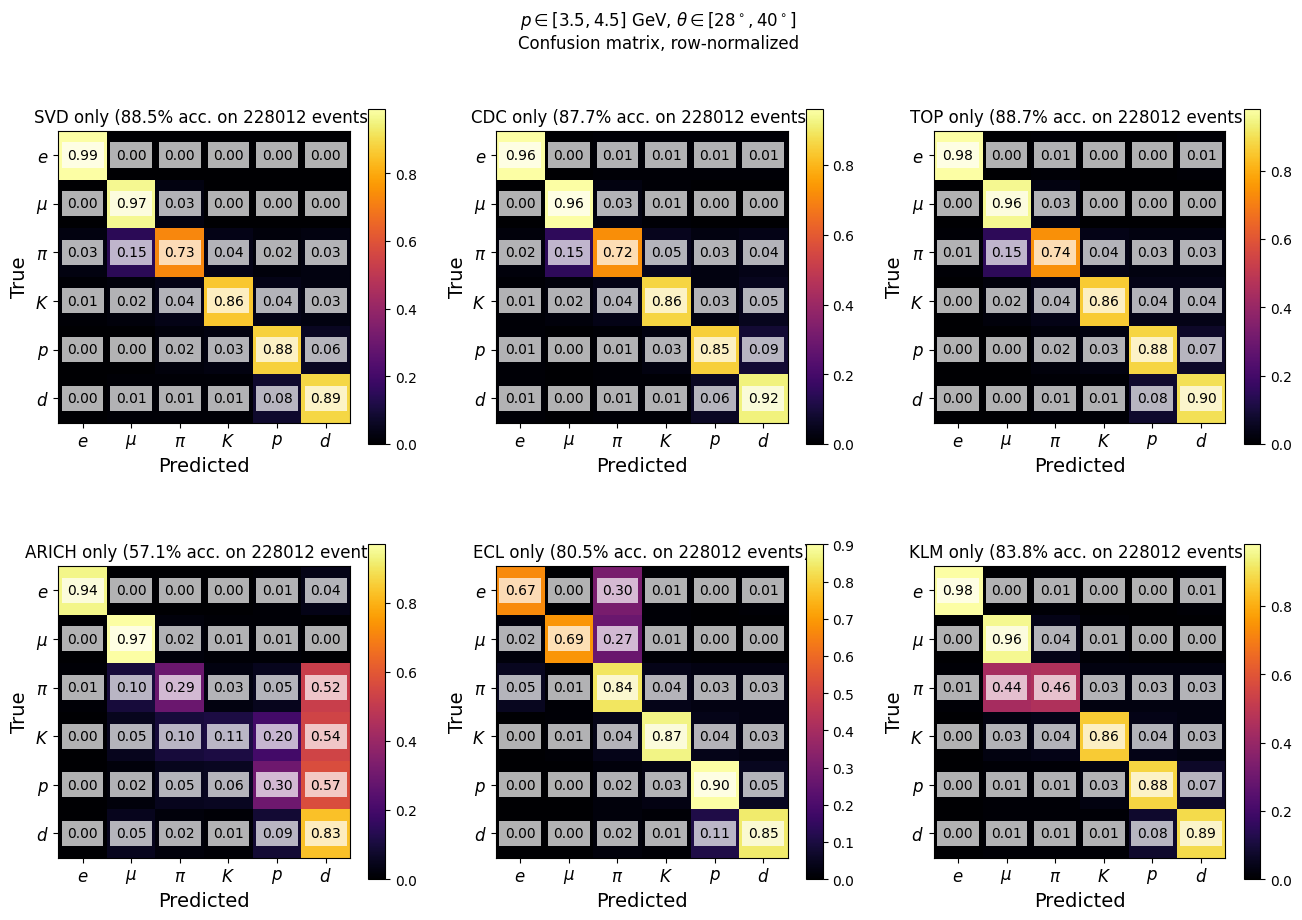 p ∈ [3.5, 4.5] GeV, θ ∈ [28°, 40°]
Confusion matrix, row-normalized
SVD only (88.5% acc. on 228012 events
True
e 0.99 0.00 0.00 0.00 0.00 0.00
μ 0.00 0.97 0.03 0.00 0.00 0.00
π 0.03 0.15 0.73 0.04 0.02 0.03
K 0.01 0.02 0.04 0.86 0.04 0.03
p 0.00 0.00 0.02 0.03 0.88 0.06
d 0.00 0.01 0.01 0.01 0.08 0.89
e μ π K p d
Predicted
0.8
0.6
0.4
0.2
0.0
CDC only (87.7% acc. on 228012 events
True
e 0.96 0.00 0.01 0.01 0.01 0.01
μ 0.00 0.96 0.03 0.01 0.00 0.00
π 0.02 0.15 0.72 0.05 0.03 0.04
K 0.01 0.02 0.04 0.86 0.03 0.05
p 0.01 0.00 0.01 0.03 0.85 0.09
d 0.01 0.00 0.01 0.01 0.06 0.92
e μ π K p d
Predicted
0.8
0.6
0.4
0.2
0.0
TOP only (88.7% acc. on 228012 events
True
e 0.98 0.00 0.01 0.00 0.00 0.01
μ 0.00 0.96 0.03 0.00 0.00 0.00
π 0.01 0.15 0.74 0.04 0.03 0.03
K 0.00 0.02 0.04 0.86 0.04 0.04
p 0.00 0.00 0.02 0.03 0.88 0.07
d 0.00 0.01 0.01 0.01 0.08 0.90
e μ π K p d
Predicted
0.8
0.6
0.4
0.2
0.0
ARICH only (57.1% acc. on 228012 event
True
e 0.94 0.00 0.00 0.00 0.01 0.04
μ 0.00 0.97 0.02 0.01 0.01 0.00
π 0.01 0.10 0.29 0.03 0.05 0.52
K 0.00 0.05 0.10 0.11 0.20 0.54
p 0.00 0.02 0.05 0.06 0.30 0.57
d 0.00 0.05 0.02 0.01 0.09 0.83
e μ π K p d
Predicted
0.8
0.6
0.4
0.2
0.0
ECL only (80.5% acc. on 228012 events
True
e 0.67 0.00 0.30 0.01 0.00 0.01
μ 0.02 0.69 0.27 0.01 0.00 0.00
π 0.05 0.01 0.84 0.04 0.03 0.03
K 0.00 0.01 0.04 0.87 0.04 0.03
p 0.00 0.00 0.02 0.03 0.90 0.05
d 0.00 0.00 0.02 0.01 0.11 0.85
e μ π K p d
Predicted
0.9
0.8
0.7
0.6
0.5
0.4
0.3
0.2
0.1
0.0
KLM only (83.8% acc. on 228012 events
True
e 0.98 0.00 0.01 0.00 0.00 0.01
μ 0.00 0.96 0.04 0.01 0.00 0.00
π 0.01 0.44 0.46 0.03 0.03 0.03
K 0.00 0.03 0.04 0.86 0.04 0.03
p 0.00 0.01 0.01 0.03 0.88 0.07
d 0.00 0.01 0.01 0.01 0.08 0.89
e μ π K p d
Predicted
0.8
0.6
0.4
0.2
0.0